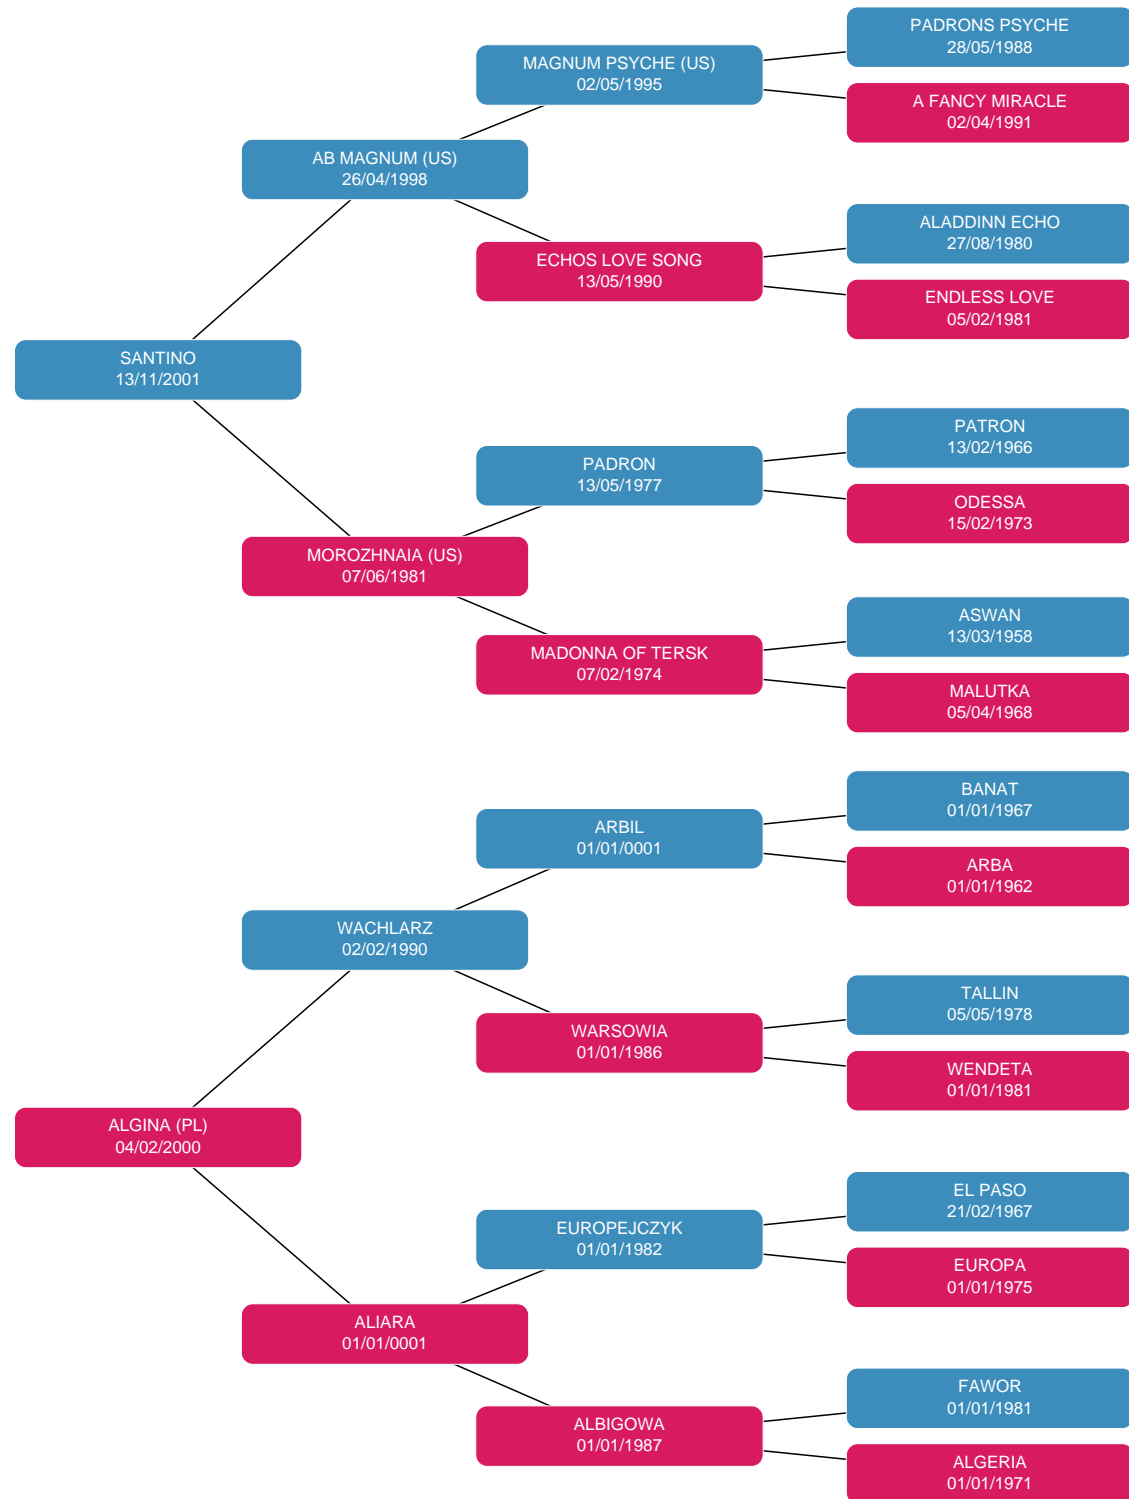 PADRONS PSYCHE
28/05/1988
MAGNUM PSYCHE (US)
02/05/1995
A FANCY MIRACLE
02/04/1991
AB MAGNUM (US)
26/04/1998
ALADDINN ECHO
27/08/1980
ECHOS LOVE SONG
13/05/1990
ENDLESS LOVE
05/02/1981
SANTINO
13/11/2001
PATRON
13/02/1966
PADRON
13/05/1977
ODESSA
15/02/1973
MOROZHNAIA (US)
07/06/1981
ASWAN
13/03/1958
MADONNA OF TERSK
07/02/1974
MALUTKA
05/04/1968
BANAT
01/01/1967
ARBIL
01/01/0001
ARBA
01/01/1962
WACHLARZ
02/02/1990
TALLIN
05/05/1978
WARSOWIA
01/01/1986
WENDETA
01/01/1981
ALGINA (PL)
04/02/2000
EL PASO
21/02/1967
EUROPEJCZYK
01/01/1982
EUROPA
01/01/1975
ALIARA
01/01/0001
FAWOR
01/01/1981
ALBIGOWA
01/01/1987
ALGERIA
01/01/1971